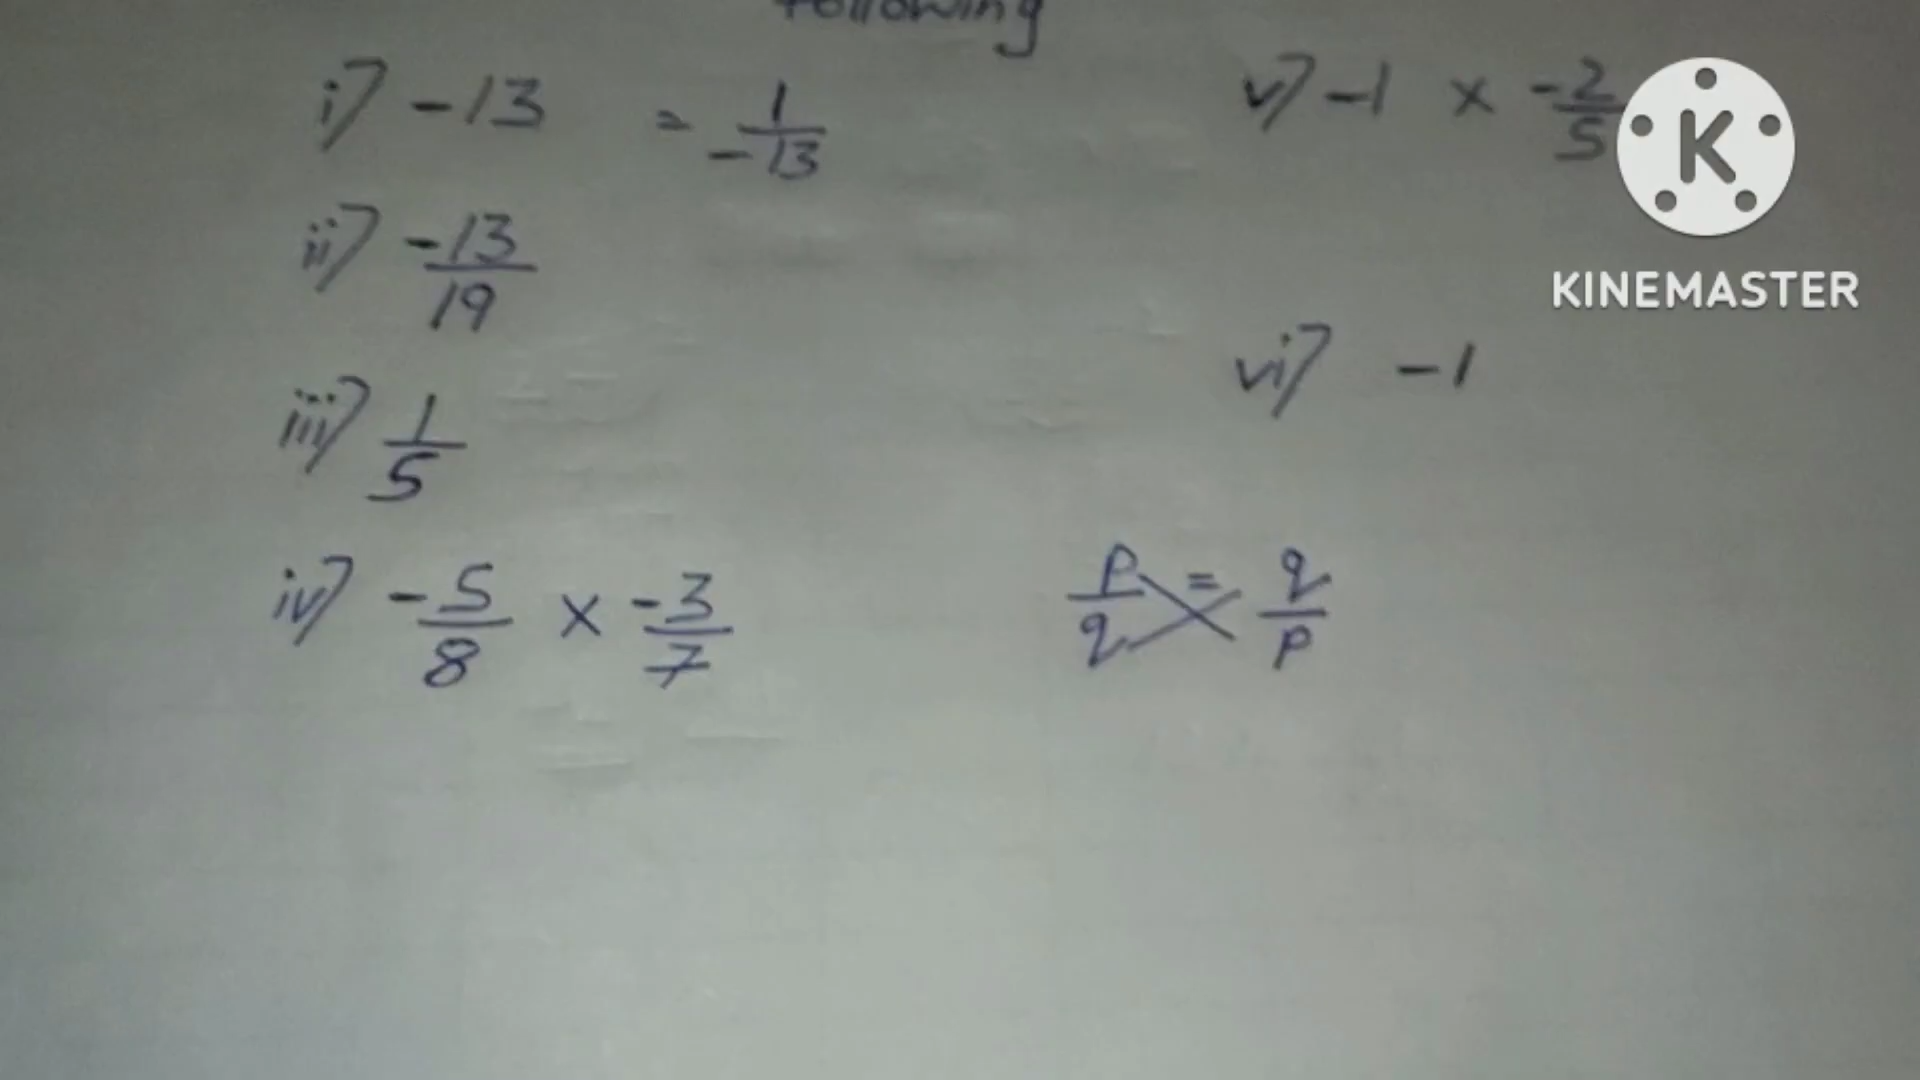 following
i) -13 = 1/-13
ii) -13/19
iii) 1/5
iv) -5/8 × -3/7
v) -1 × -2/5
vi) -1
p/q = q/p
KINEMASTER